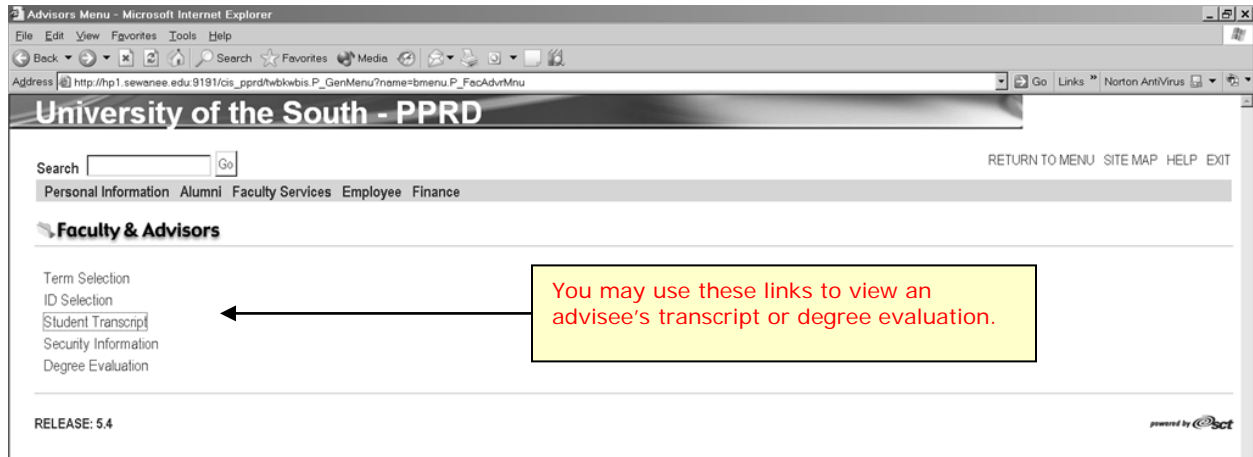 Advisors Menu - Microsoft Internet Explorer
File Edit View Favorites Tools Help
Back Search Favorites Media
Address http://hp1.sewanee.edu:9191/cis_pprd/twbkwbis.P_GenMenu?name=bmenu.P_FacAdvrMnu Go Links » Norton AntiVirus
University of the South - PPRD
Search Go
RETURN TO MENU SITE MAP HELP EXIT
Personal Information Alumni Faculty Services Employee Finance
Faculty & Advisors
Term Selection
ID Selection
Student Transcript
Security Information
Degree Evaluation
You may use these links to view an
advisee's transcript or degree evaluation.
RELEASE: 5.4
powered by sct